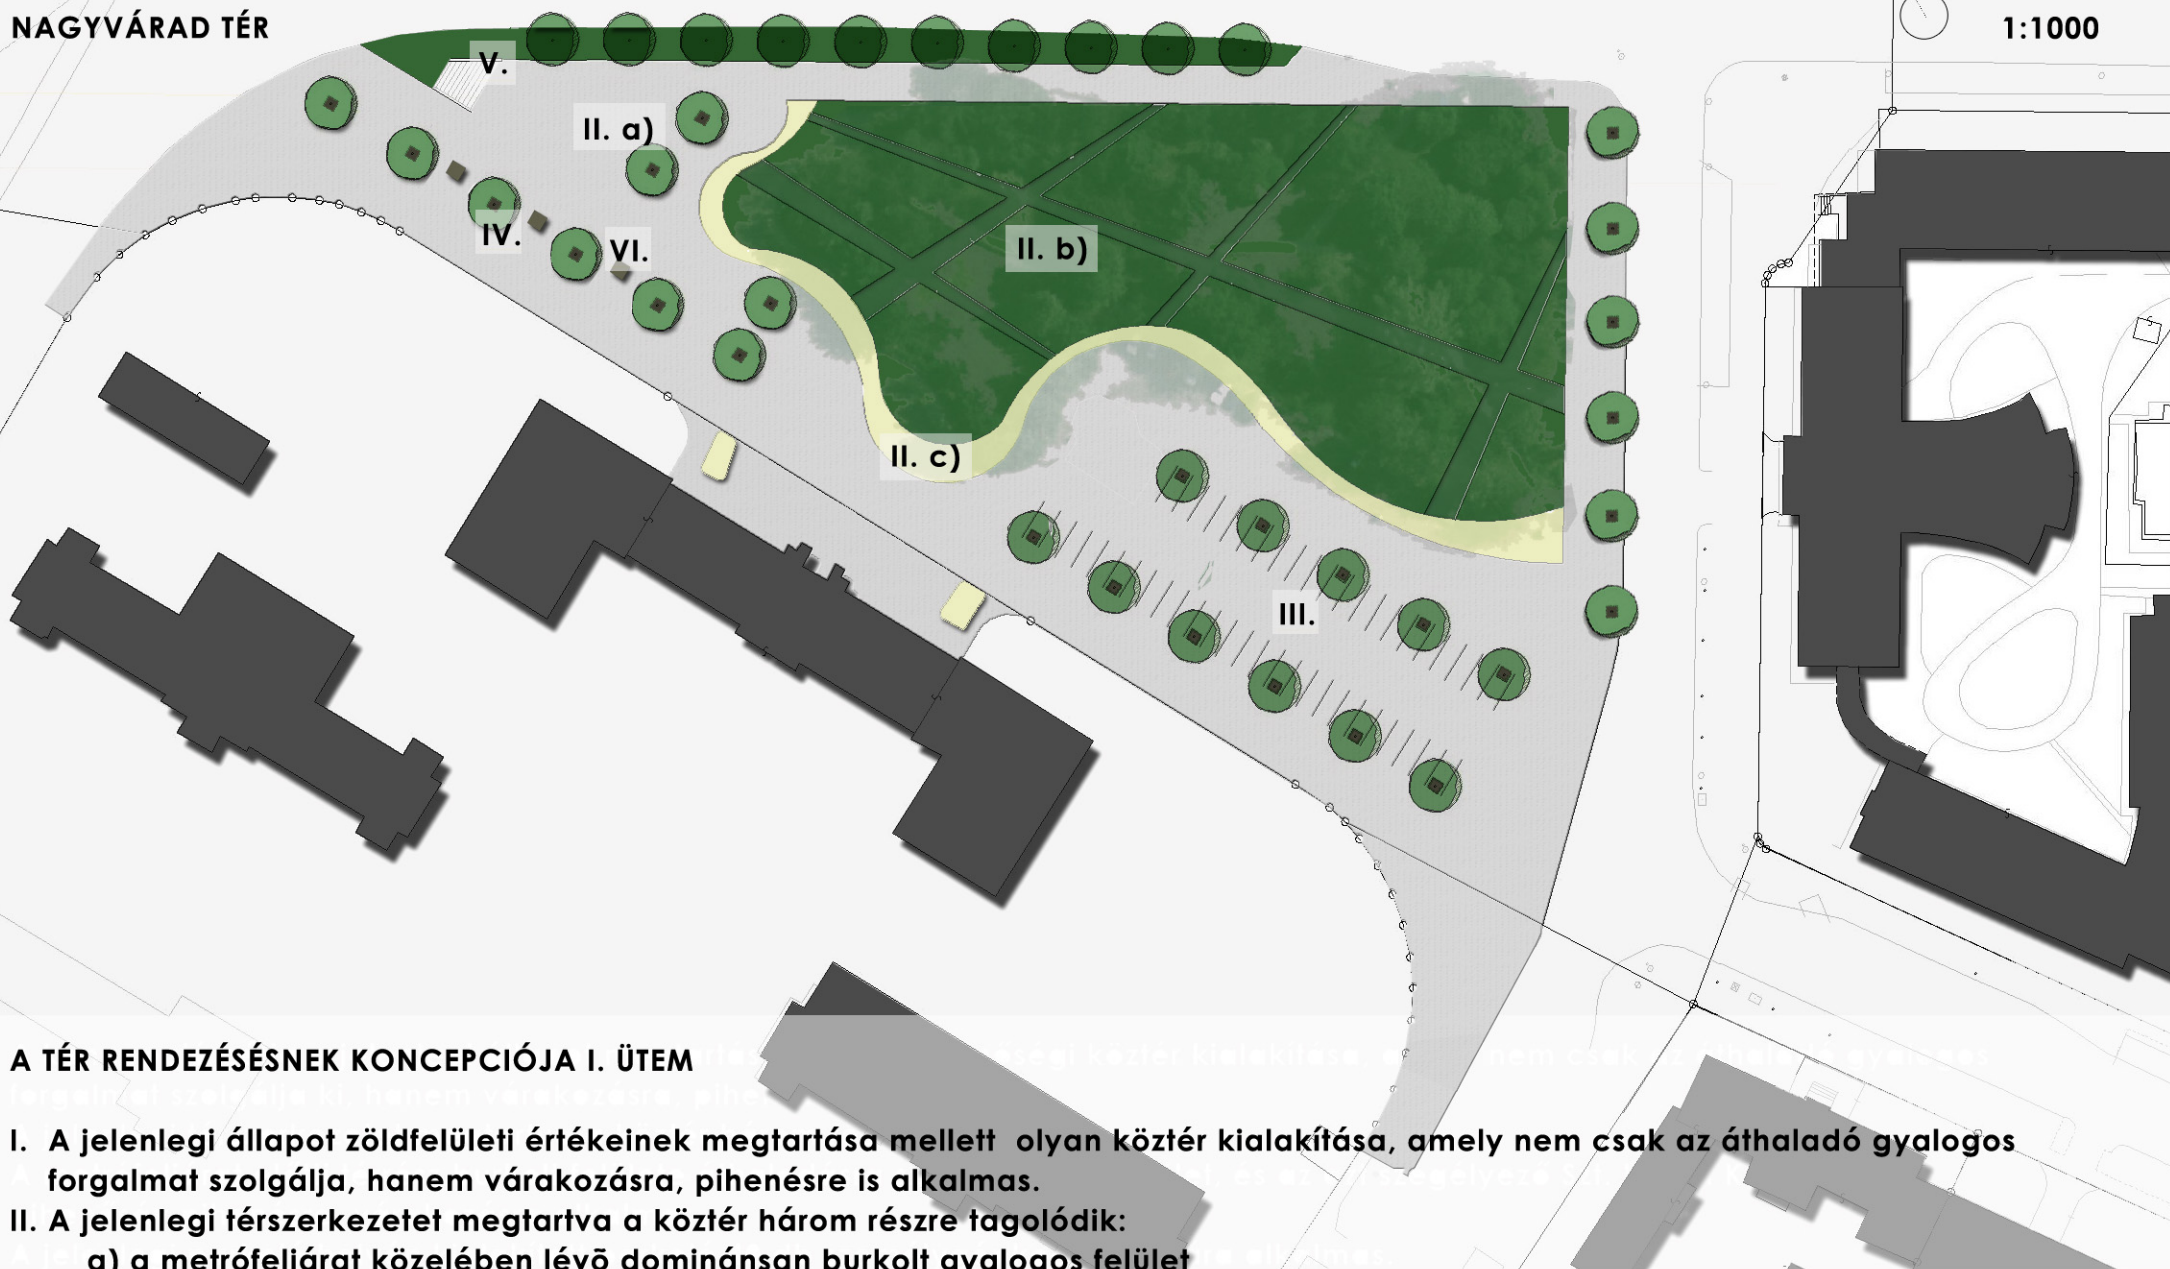 NAGYVÁRAD TÉR
1:1000
V.
II. a)
IV.
VI.
II. b)
II. c)
III.
A TÉR RENDEZÉSÉSNEK KONCEPCIÓJA I. ÜTEM
I. A jelenlegi állapot zöldfelületi értékeinek megtartása mellett olyan köztér kialakítása, amely nem csak az áthaladó gyalogos
forgalmat szolgálja, hanem várakozásra, pihenésre is alkalmas.
II. A jelenlegi térszerkezetet megtartva a köztér három részre tagolódik:
a) a metrófeljárat közelében lévõ dominánsan burkolt gyalogos felület